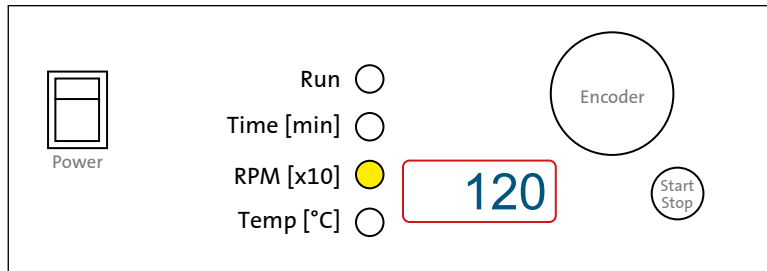 Run
Time [min]
RPM [x10]
Temp [°C]
Power
120
Encoder
Start
Stop